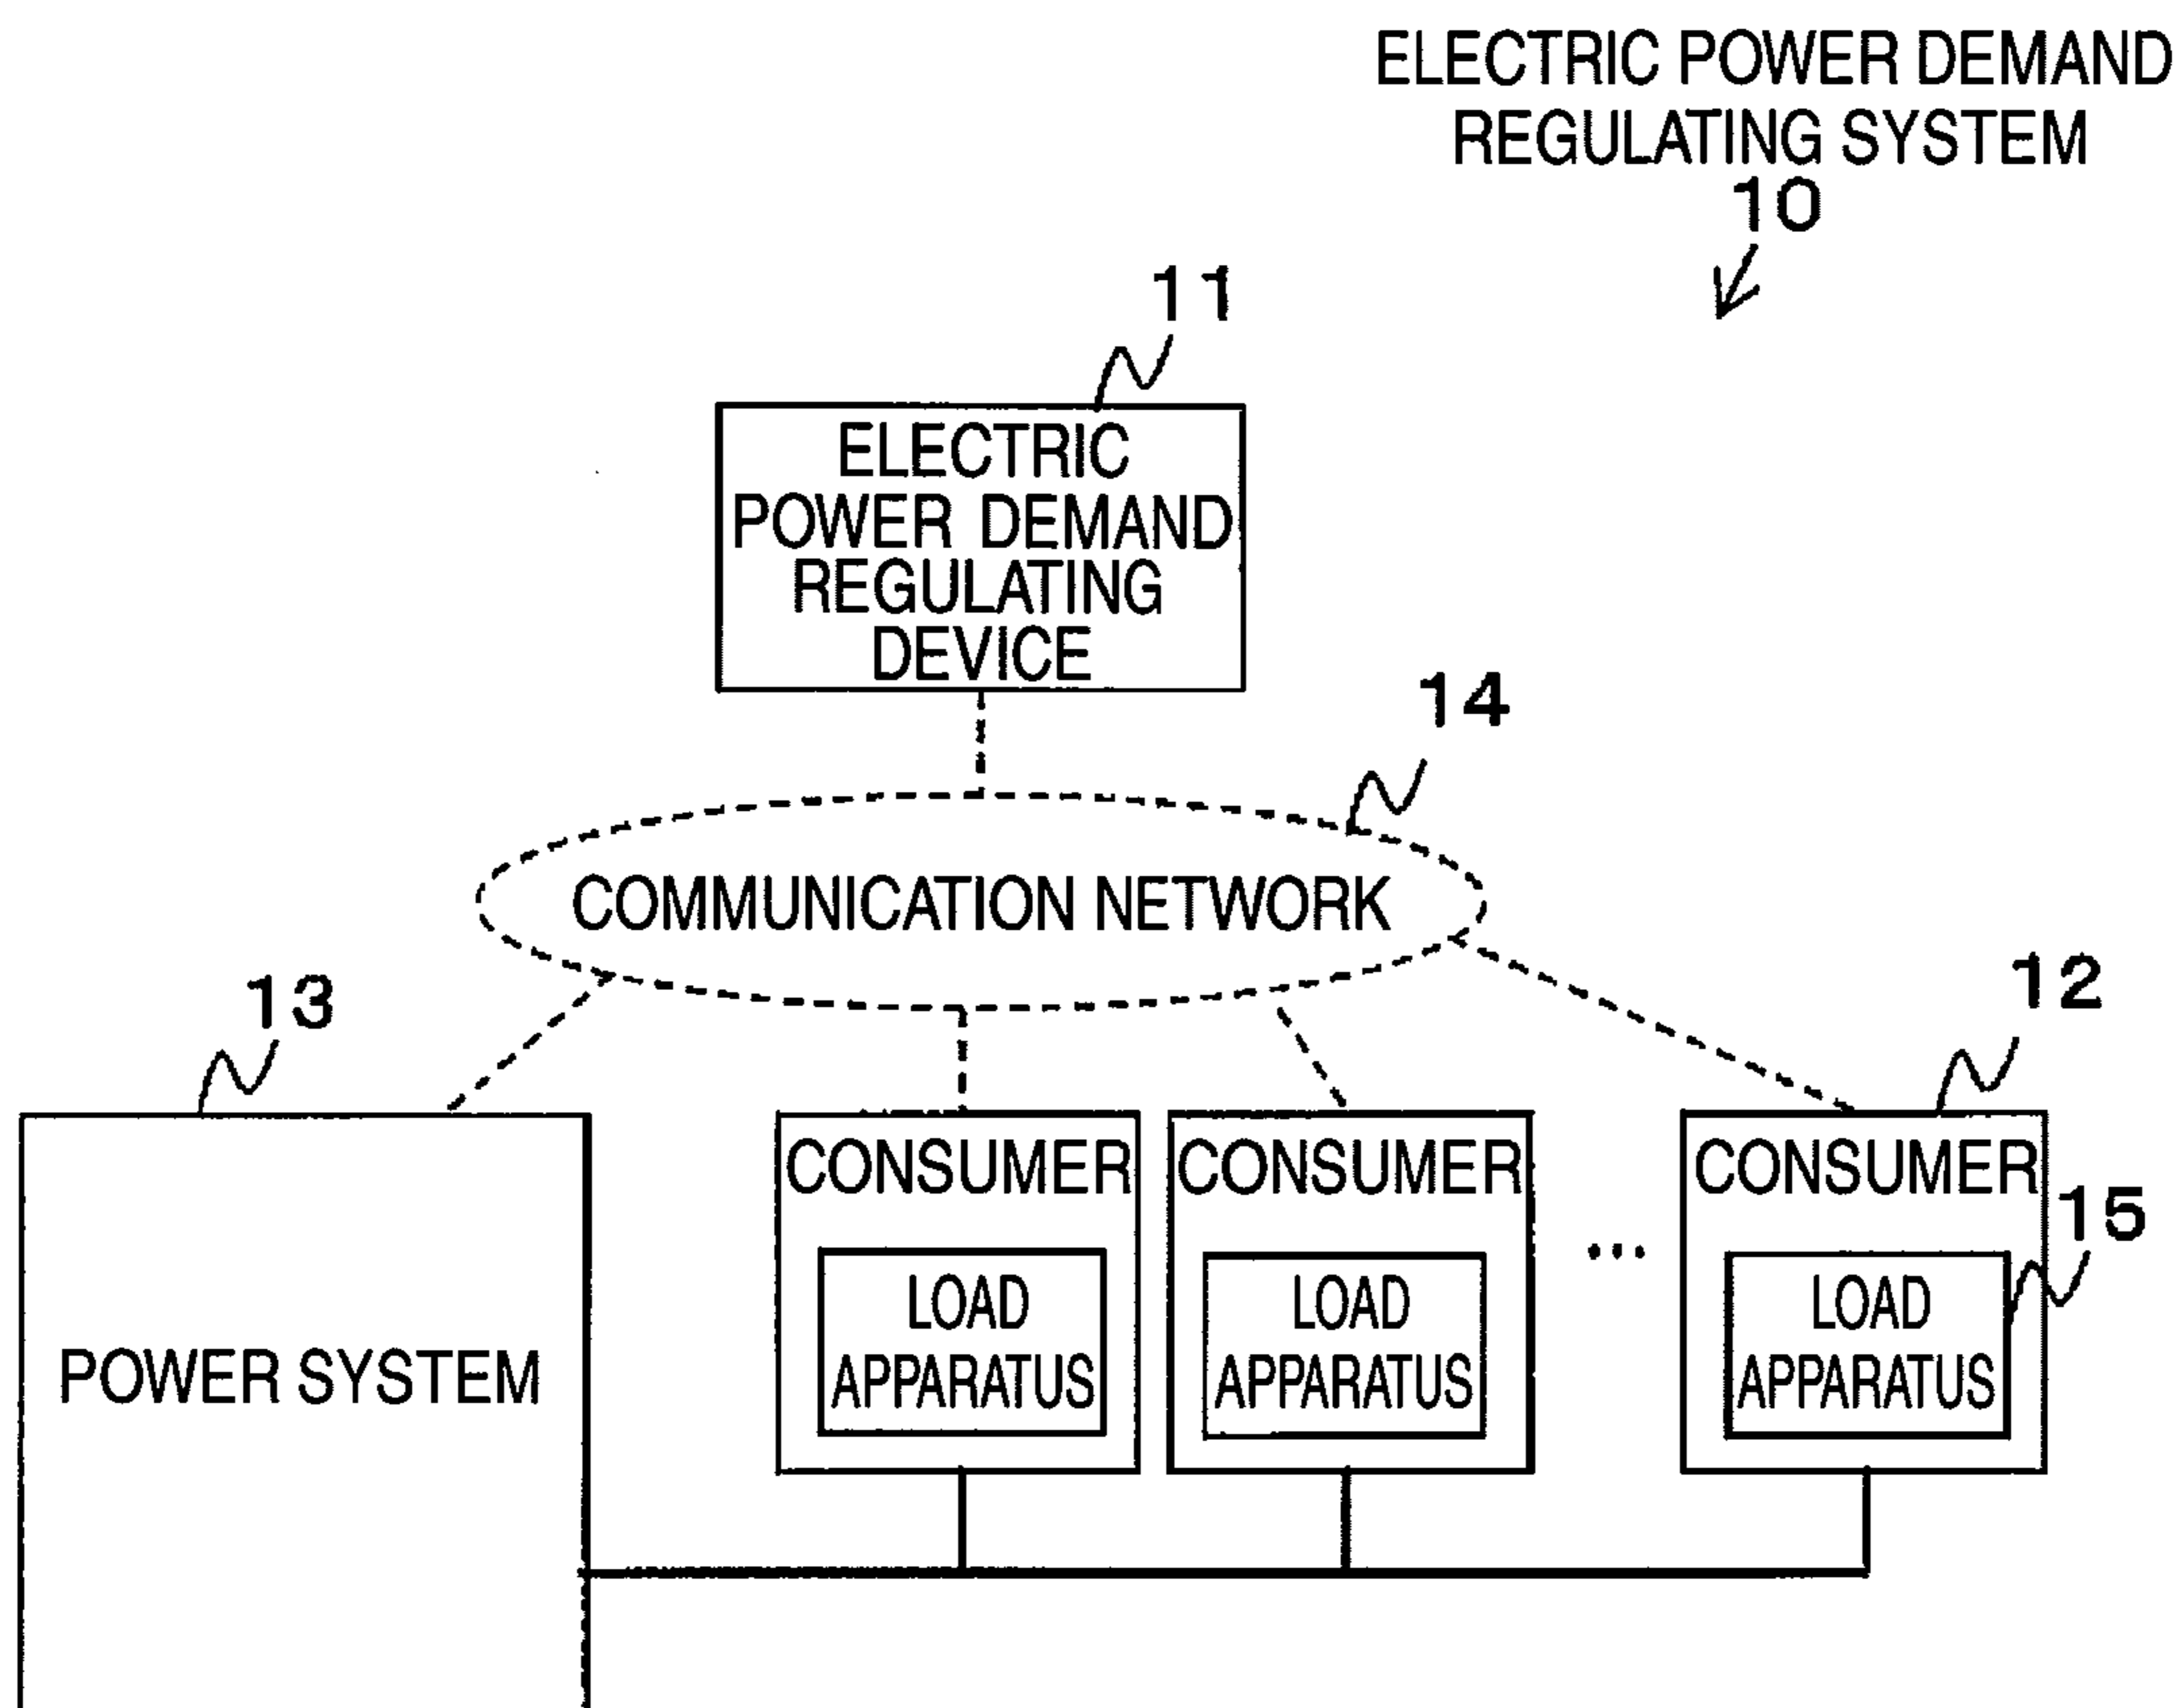 ELECTRIC POWER DEMAND
REGULATING SYSTEM
10
11
ELECTRIC
POWER DEMAND
REGULATING
DEVICE
14
COMMUNICATION NETWORK
13
12
POWER SYSTEM
CONSUMER
LOAD
APPARATUS
CONSUMER
LOAD
APPARATUS
...
CONSUMER
15
LOAD
APPARATUS